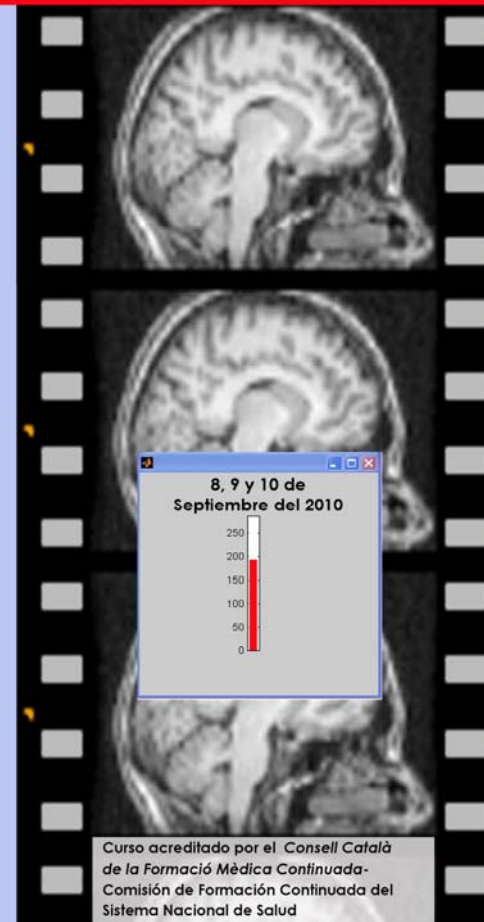 8, 9 y 10 de
Septiembre del 2010
250
200
150
100
50
0
Curso acreditado por el Consell Català
de la Formació Mèdica Continuada-
Comisión de Formación Continuada del
Sistema Nacional de Salud